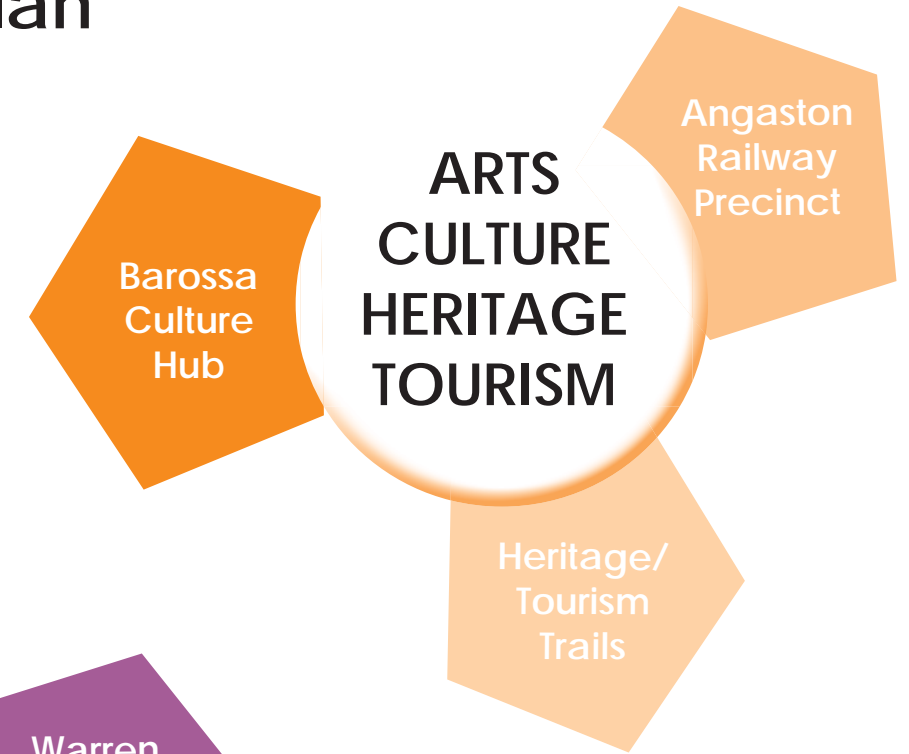 ARTS
CULTURE
HERITAGE
TOURISM
Angaston
Railway
Precinct
Barossa
Culture
Hub
Heritage/
Tourism
Trails
Warren